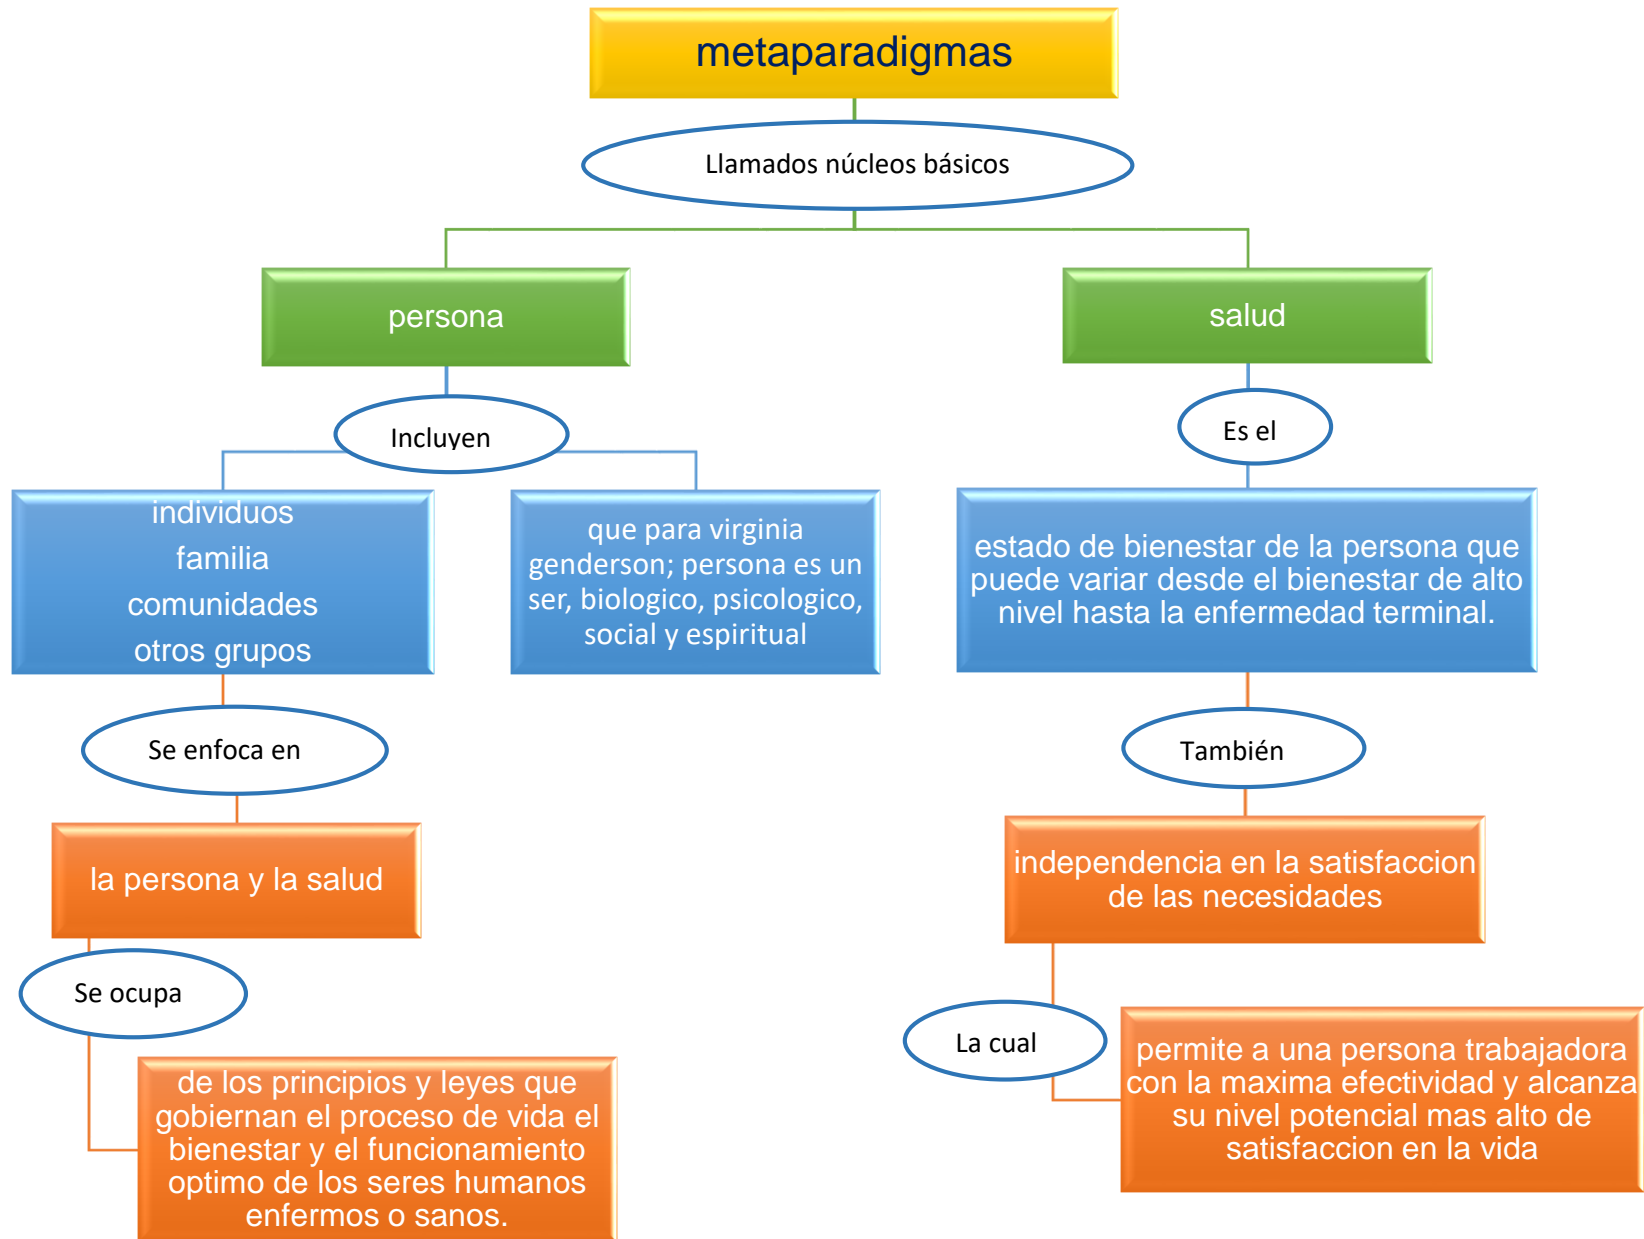 metaparadigmas
Llamados núcleos básicos
persona
salud
Incluyen
Es el
individuos
familia
comunidades
otros grupos
que para virginia
genderson; persona es un
ser, biologico, psicologico,
social y espiritual
estado de bienestar de la persona que
puede variar desde el bienestar de alto
nivel hasta la enfermedad terminal.
Se enfoca en
También
la persona y la salud
independencia en la satisfaccion
de las necesidades
Se ocupa
La cual
de los principios y leyes que
gobiernan el proceso de vida el
bienestar y el funcionamiento
optimo de los seres humanos
enfermos o sanos.
permite a una persona trabajadora
con la maxima efectividad y alcanza
su nivel potencial mas alto de
satisfaccion en la vida